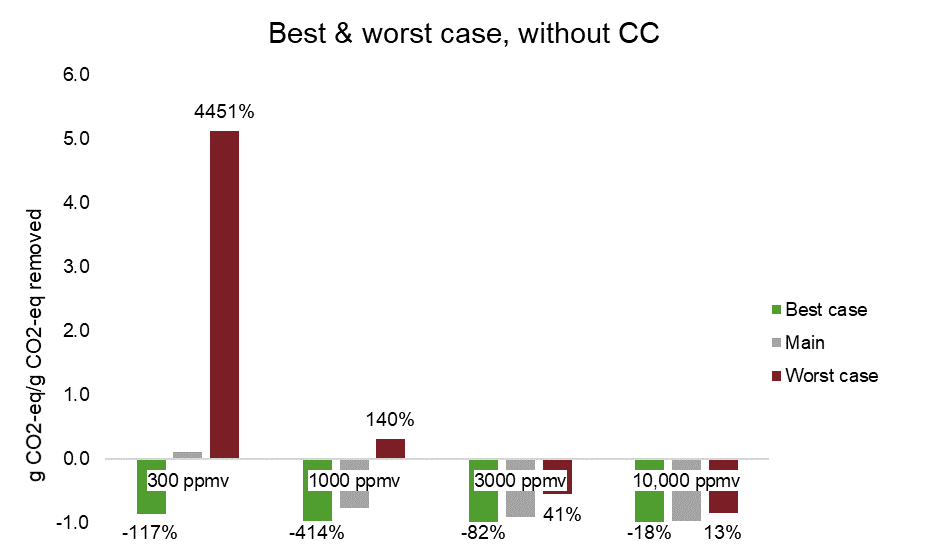 Best & worst case, without CC
g CO2-eq/g CO2-eq removed
6.0
5.0
4.0
3.0
2.0
1.0
0.0
-1.0
4451%
140%
300 ppmv
1000 ppmv
3000 ppmv
10,000 ppmv
-117%
-414%
-82%
41%
-18%
13%
Best case
Main
Worst case